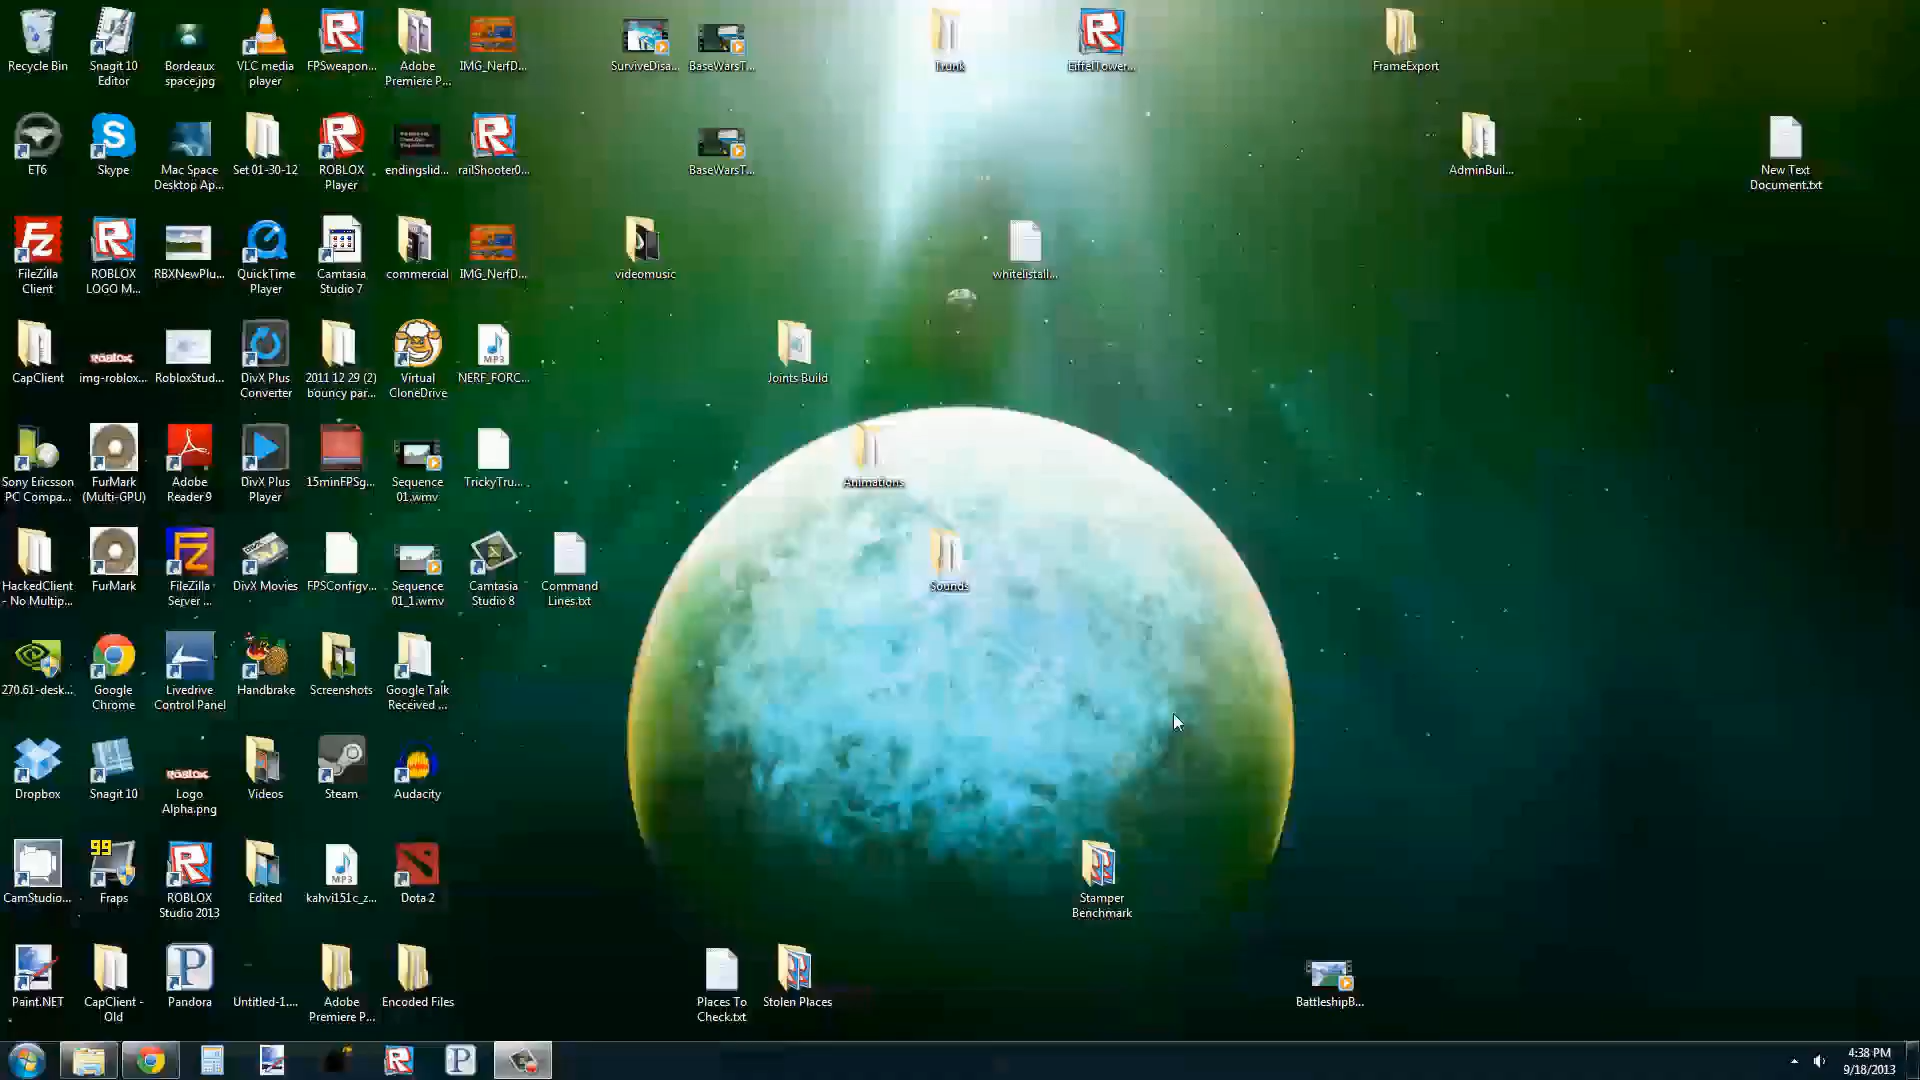 Recycle Bin
Snagit 10
Editor
Bordeaux
space.jpg
VLC media
player
FPSweapon...
Adobe
Premiere P...
IMG_NerfD...
SurviveDisa...
BaseWarsT...
Trunk
EiffelTower...
FrameExport
ET6
Skype
Mac Space
Desktop Ap...
Set 01-30-12
ROBLOX
Player
endingslid...
railShooter0...
BaseWarsT...
AdminBuil...
New Text
Document.txt
FileZilla
Client
ROBLOX
LOGO M...
RBXNewPlu...
QuickTime
Player
Camtasia
Studio 7
commercial
IMG_NerfD...
videomusic
whitelistall...
CapClient
img-roblox...
RobloxStud...
DivX Plus
Converter
2011 12 29 (2)
bouncy par...
Virtual
CloneDrive
MP3
NERF_FORC...
Joints Build
Sony Ericsson
PC Compa...
FurMark
(Multi-GPU)
Adobe
Reader 9
DivX Plus
Player
15minFPSg...
Sequence
01.wmv
TrickyTru...
Animations
HackedClient
- No Multip...
FurMark
FileZilla
Server ...
DivX Movies
FPSConfigv...
Sequence
01_1.wmv
Camtasia
Studio 8
Command
Lines.txt
Sounds
270.61-desk...
Google
Chrome
Livedrive
Control Panel
Handbrake
Screenshots
Google Talk
Received ...
Dropbox
Snagit 10
ROBLOX
Logo
Alpha.png
Videos
Steam
Audacity
CamStudio...
99
Fraps
ROBLOX
Studio 2013
Edited
MP3
kahvi151c_z...
Dota 2
Stamper
Benchmark
Paint.NET
CapClient -
Old
Pandora
Untitled-1....
Adobe
Premiere P...
Encoded Files
Places To
Check.txt
Stolen Places
BattleshipB...
4:38 PM
9/18/2013